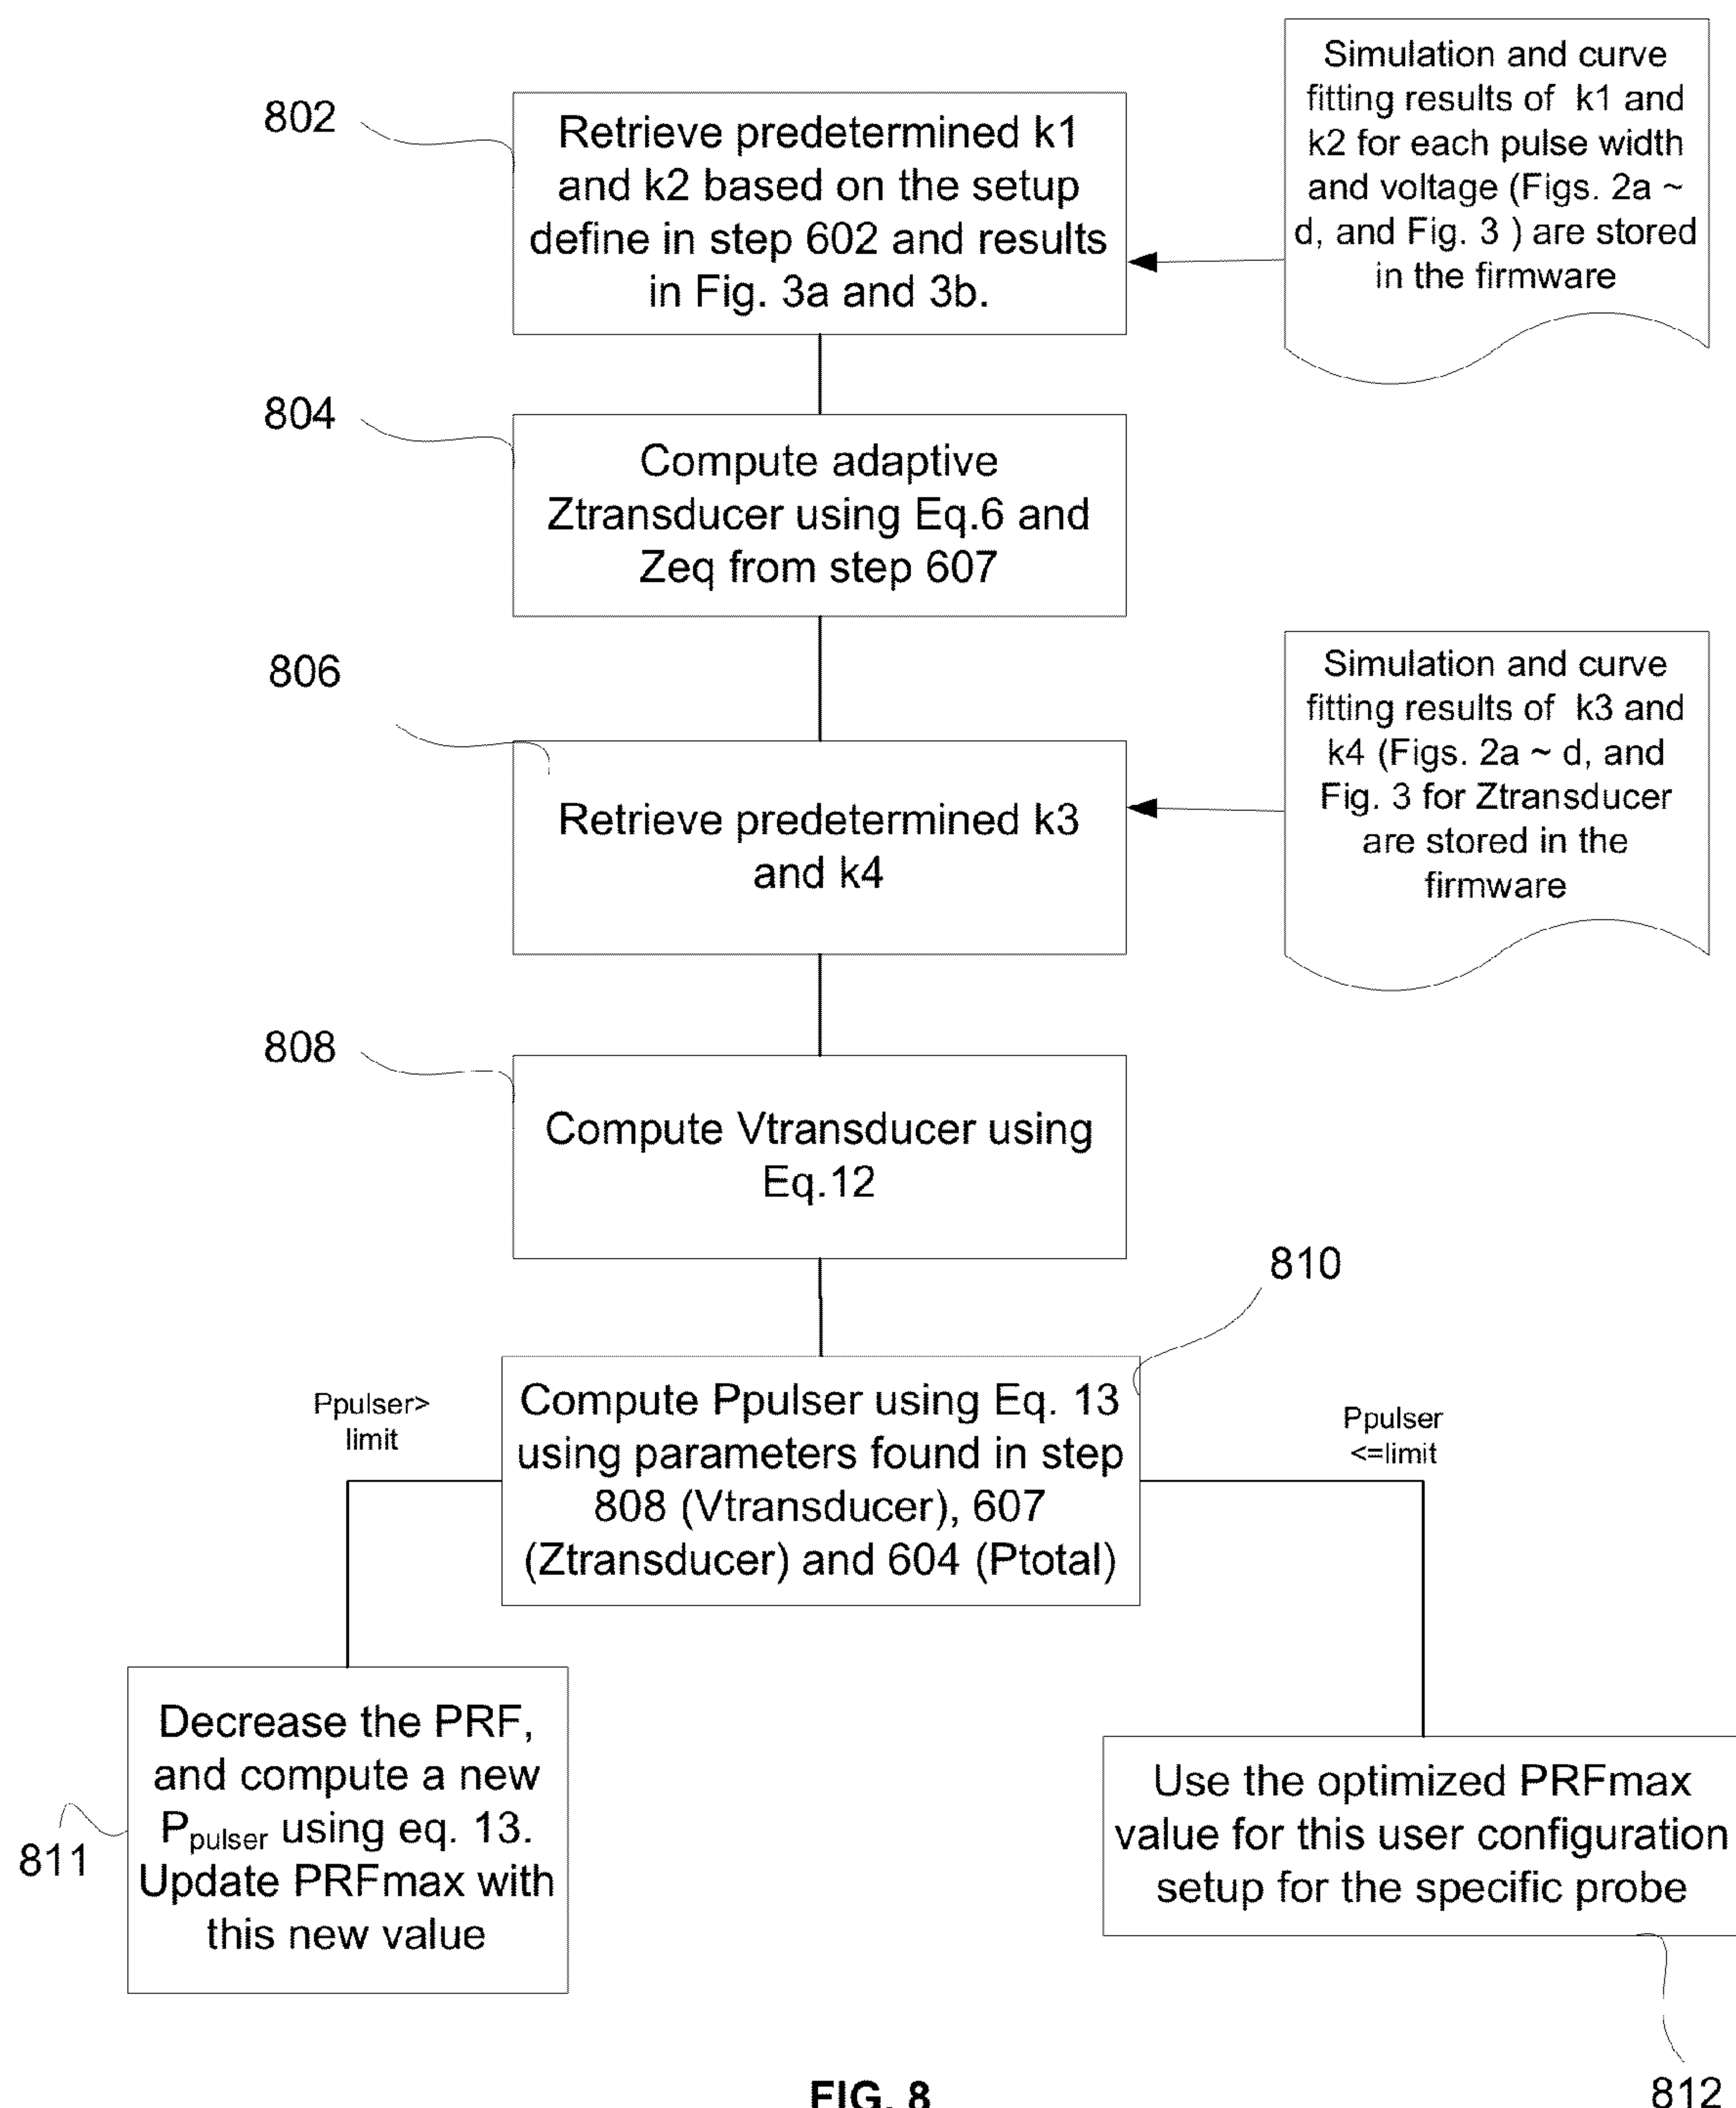 802
Retrieve predetermined k1
and k2 based on the setup
define in step 602 and results
in Fig. 3a and 3b.
Simulation and curve
fitting results of k1 and
k2 for each pulse width
and voltage (Figs. 2a ~
d, and Fig. 3 ) are stored
in the firmware
804
Compute adaptive
Ztransducer using Eq.6 and
Zeq from step 607
806
Retrieve predetermined k3
and k4
Simulation and curve
fitting results of k3 and
k4 (Figs. 2a ~ d, and
Fig. 3 for Ztransducer
are stored in the
firmware
808
Compute Vtransducer using
Eq.12
810
Compute Ppulser using Eq. 13
using parameters found in step
808 (Vtransducer), 607
(Ztransducer) and 604 (Ptotal)
Ppulser>
limit
Ppulser
<=limit
811
Decrease the PRF,
and compute a new
Ppulser using eq. 13.
Update PRFmax with
this new value
Use the optimized PRFmax
value for this user configuration
setup for the specific probe
812
FIG. 8